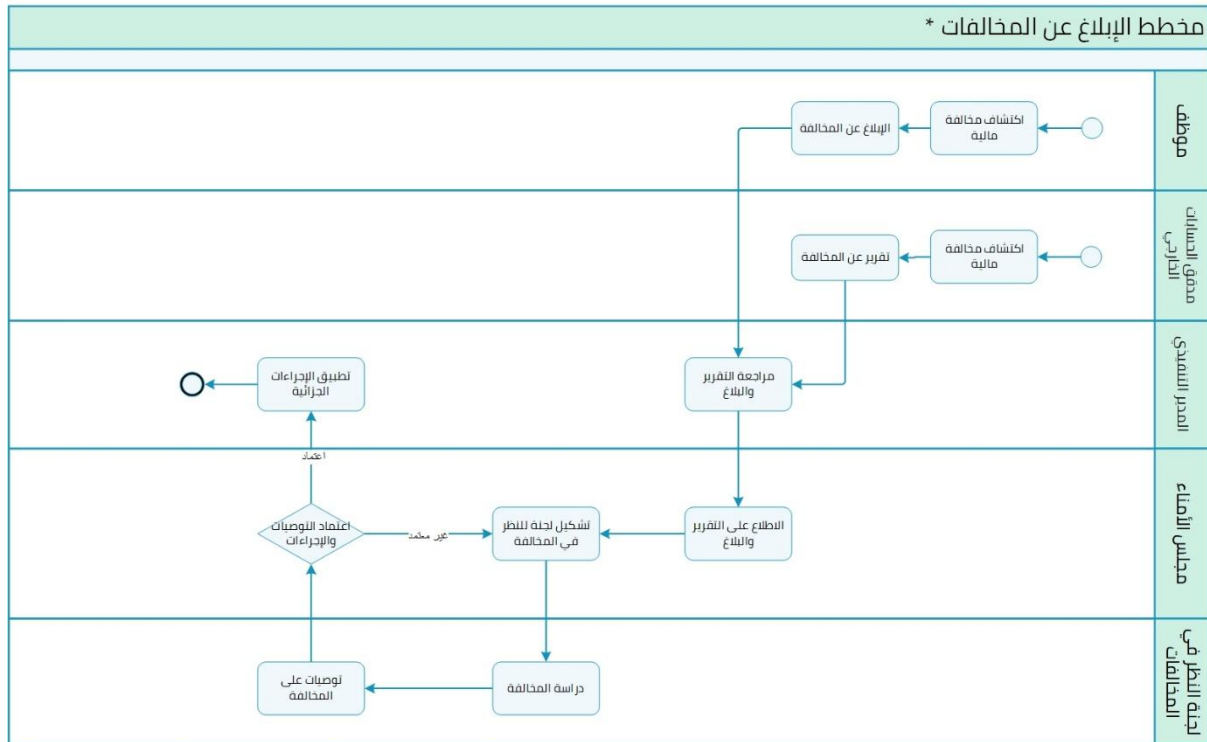 مخطط الإبلاغ عن المخالفات *
موظف
اكتشاف مخالفة
مالية
الإبلاغ عن المخالفة
مدقق الحسابات
الخارجي
اكتشاف مخالفة
مالية
تقرير عن المخالفة
المدير التنفيذي
مراجعة التقرير
والبلاغ
تطبيق الإجراءات
الجزائية
مجلس الأمناء
الاطلاع على التقرير
والبلاغ
تشكيل لجنة للنظر
في المخالفة
غير معتمد
اعتماد التوصيات
والإجراءات
اعتماد
لجنة النظر في
المخالفات
دراسة المخالفة
توصيات على
المخالفة